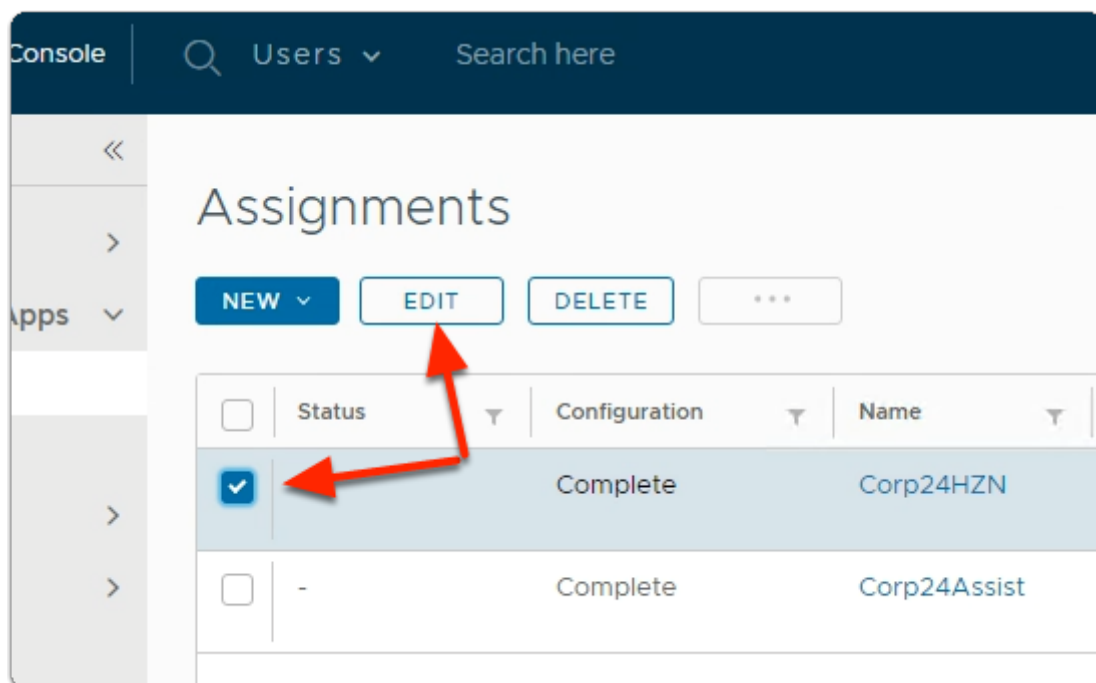 Console Users Search here
Assignments
NEW EDIT DELETE ...
Apps
Status Configuration Name
Complete Corp24HZN
- Complete Corp24Assist